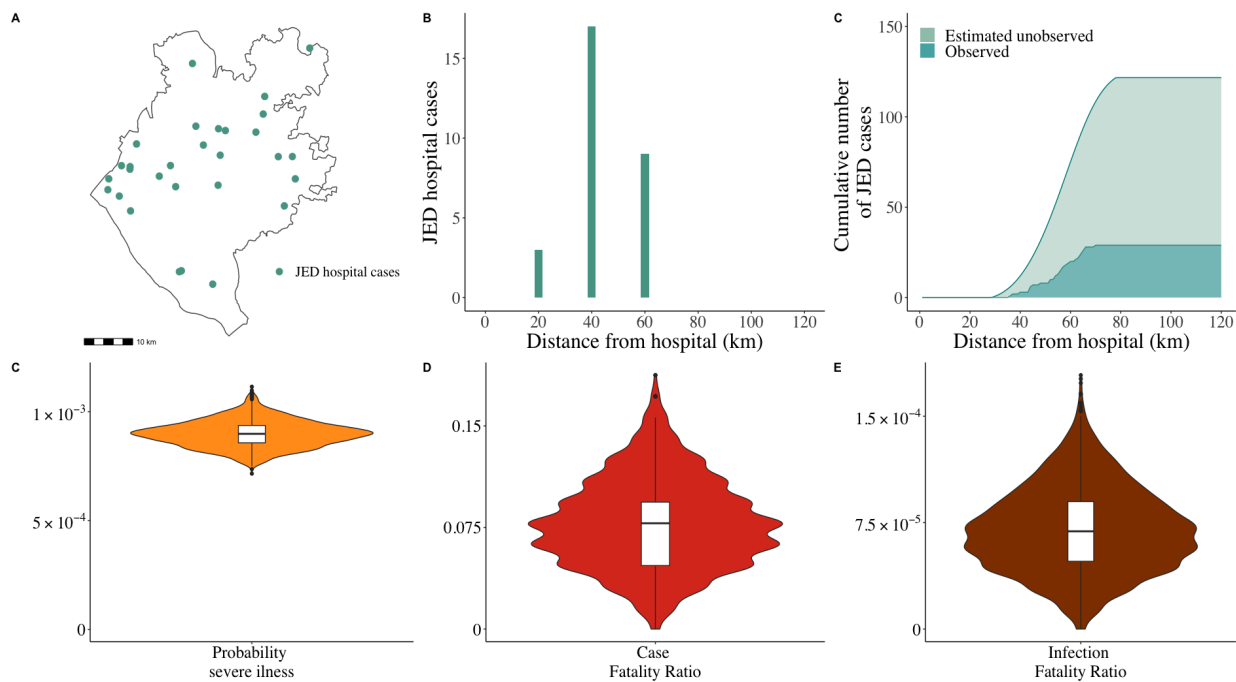 A
JED hospital cases
10 km
B
JED hospital cases
15
10
5
0
0 20 40 60 80 100 120
Distance from hospital (km)
C
Cumulative number
of JED cases
150
100
50
0
Estimated unobserved
Observed
0 20 40 60 80 100 120
Distance from hospital (km)
C
1 × 10⁻³
5 × 10⁻⁴
0
Probability
severe ilness
D
0.15
0.075
0
Case
Fatality Ratio
E
1.5 × 10⁻⁴
7.5 × 10⁻⁵
0
Infection
Fatality Ratio